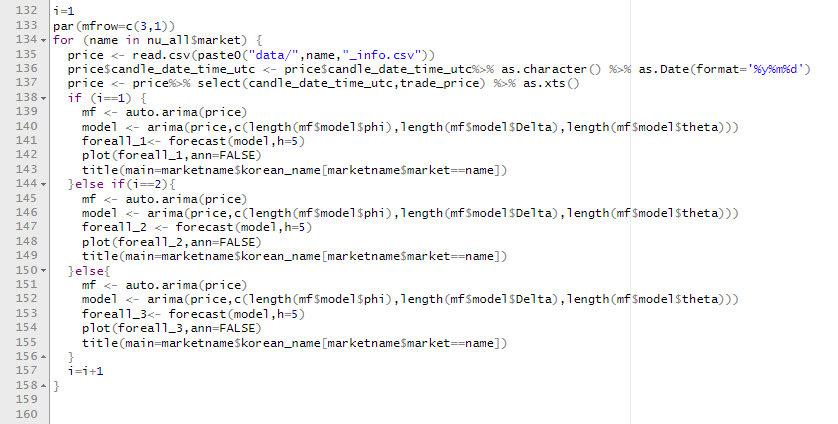 132 i=1
133 par(mfrow=c(3,1))
134 for (name in nu_all$market) {
135   price <- read.csv(paste0("data/",name,"_info.csv"))
136   price$candle_date_time_utc <- price$candle_date_time_utc%>% as.character() %>% as.Date(format='%y%m%d')
137   price <- price%>% select(candle_date_time_utc,trade_price) %>% as.xts()
138   if (i==1) {
139     mf <- auto.arima(price)
140     model <- arima(price,c(length(mf$model$phi),length(mf$model$Delta),length(mf$model$theta)))
141     foreall_1<- forecast(model,h=5)
142     plot(foreall_1,ann=FALSE)
143     title(main=marketname$korean_name[marketname$market==name])
144   }else if(i==2){
145     mf <- auto.arima(price)
146     model <- arima(price,c(length(mf$model$phi),length(mf$model$Delta),length(mf$model$theta)))
147     foreall_2 <- forecast(model,h=5)
148     plot(foreall_2,ann=FALSE)
149     title(main=marketname$korean_name[marketname$market==name])
150   }else{
151     mf <- auto.arima(price)
152     model <- arima(price,c(length(mf$model$phi),length(mf$model$Delta),length(mf$model$theta)))
153     foreall_3<- forecast(model,h=5)
154     plot(foreall_3,ann=FALSE)
155     title(main=marketname$korean_name[marketname$market==name])
156   }
157   i=i+1
158 }
159
160